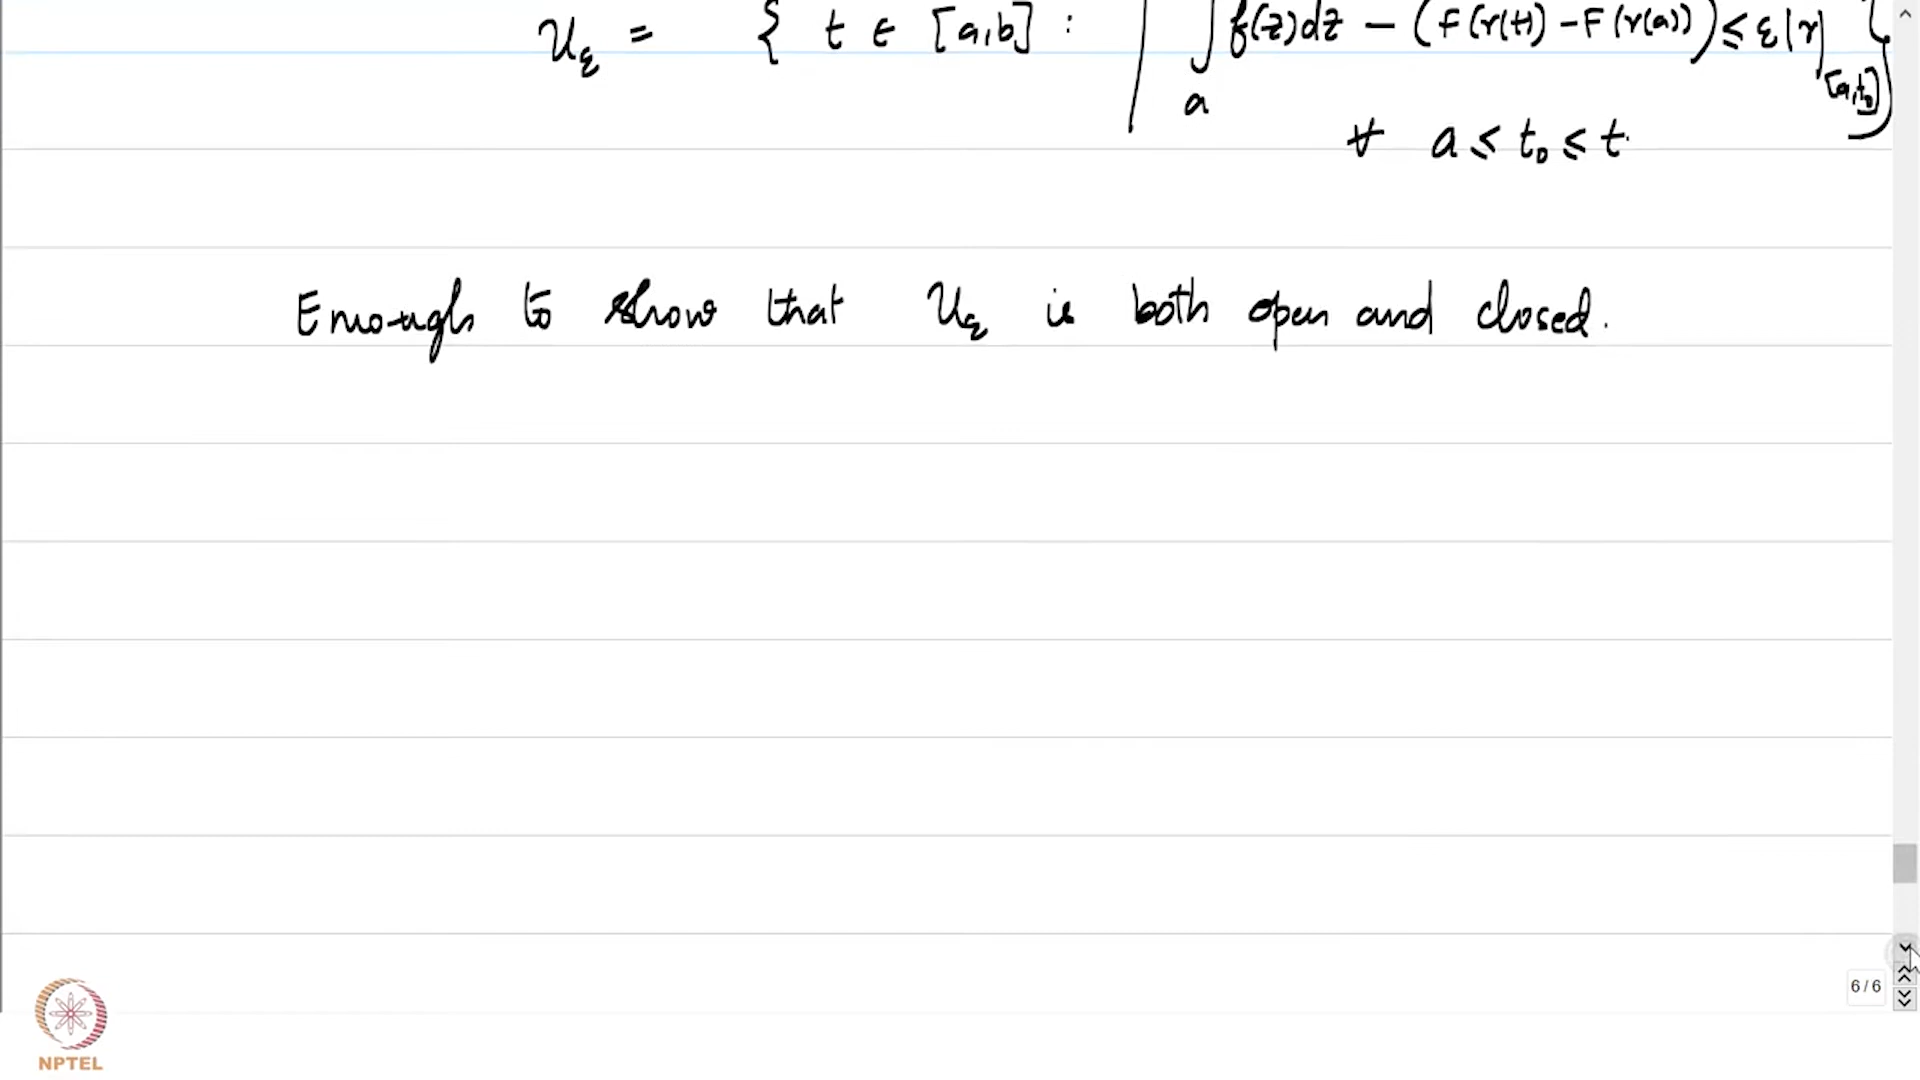 𝒰_ε = { t ∈ [a,b] : | ∫_a f(z)dz − (F(γ(t)) − F(γ(a))) ≤ ε|γ|_[a,t₀] }
∀ a ≤ t₀ ≤ t.
Enough to show that 𝒰_ε is both open and closed.
6 / 6
NPTEL